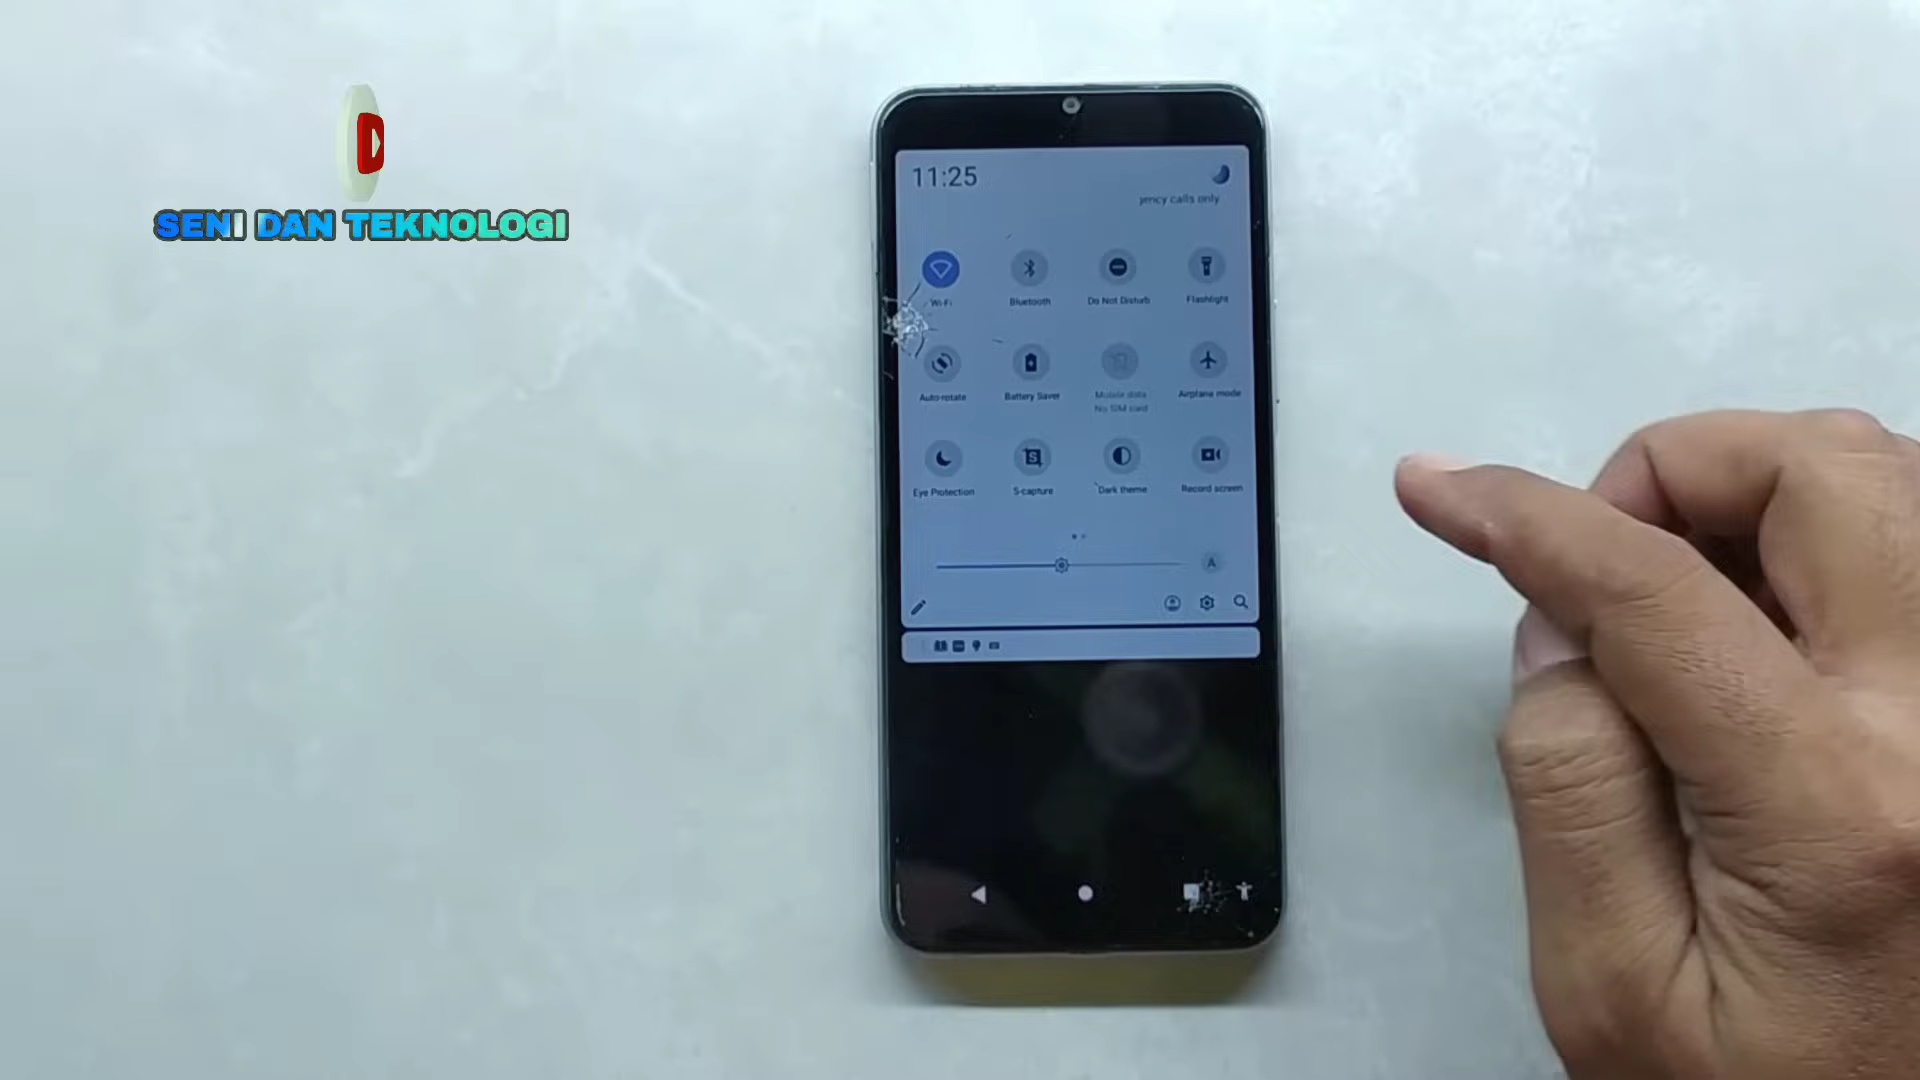 SENI DAN TEKNOLOGI
11:25
gency calls only
Wi-Fi
Bluetooth
Do Not Disturb
Flashlight
Auto-rotate
Battery Saver
Mobile data
No SIM card
Airplane mode
Eye Protection
S-capture
Dark theme
Record screen
A